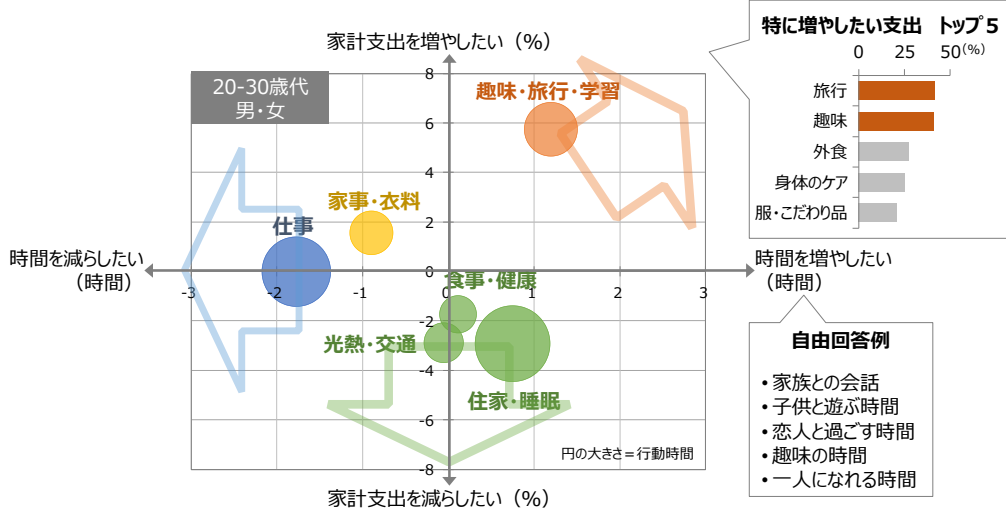 家計支出を増やしたい（%）
20-30歳代
男・女
趣味・旅行・学習
家事・衣料
仕事
時間を減らしたい
（時間）
時間を増やしたい
（時間）
食事・健康
光熱・交通
住家・睡眠
円の大きさ＝行動時間
家計支出を減らしたい（%）
8
6
4
2
0
-2
-4
-6
-8
-3
-2
-1
0
1
2
3
特に増やしたい支出　トップ５
0
25
50(%)
旅行
趣味
外食
身体のケア
服・こだわり品
自由回答例
• 家族との会話
• 子供と遊ぶ時間
• 恋人と過ごす時間
• 趣味の時間
• 一人になれる時間